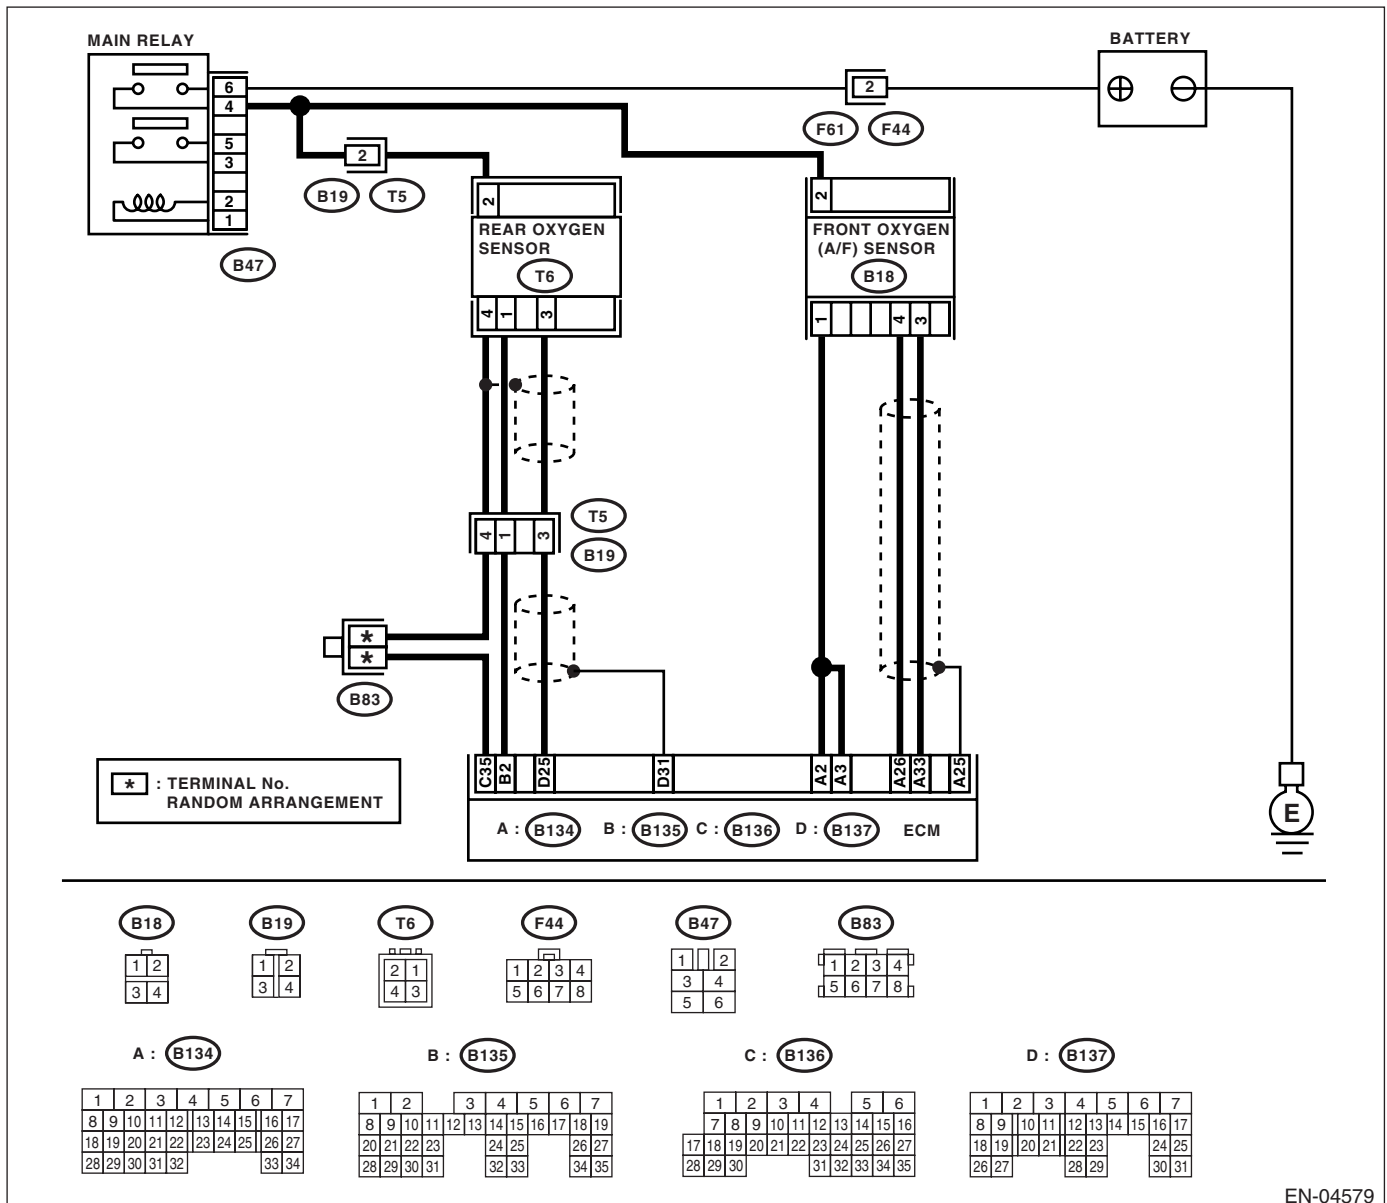 MAIN RELAY
BATTERY
6
4
5
3
2
1
B47
2
F61 F44
2
B19 T5
2
REAR OXYGEN
SENSOR
T6
4 1 3
2
FRONT OXYGEN
(A/F) SENSOR
B18
1 4 3
T5
4 1 3
B19
*
*
B83
* : TERMINAL No.
RANDOM ARRANGEMENT
C35 B2 D25 D31 A2 A3 A26 A33 A25
A : B134 B : B135 C : B136 D : B137 ECM
E
B18 B19 T6 F44 B47 B83
1 2
3 4
1 2
3 4
2 1
4 3
1 2 3 4
5 6 7 8
1 2
3 4
5 6
1 2 3 4
5 6 7 8
A : B134
1 2 3 4 5 6 7
8 9 10 11 12 13 14 15 16 17
18 19 20 21 22 23 24 25 26 27
28 29 30 31 32 33 34
B : B135
1 2 3 4 5 6 7
8 9 10 11 12 13 14 15 16 17 18 19
20 21 22 23 24 25 26 27
28 29 30 31 32 33 34 35
C : B136
1 2 3 4 5 6
7 8 9 10 11 12 13 14 15 16
17 18 19 20 21 22 23 24 25 26 27
28 29 30 31 32 33 34 35
D : B137
1 2 3 4 5 6 7
8 9 10 11 12 13 14 15 16 17
18 19 20 21 22 23 24 25
26 27 28 29 30 31
EN-04579